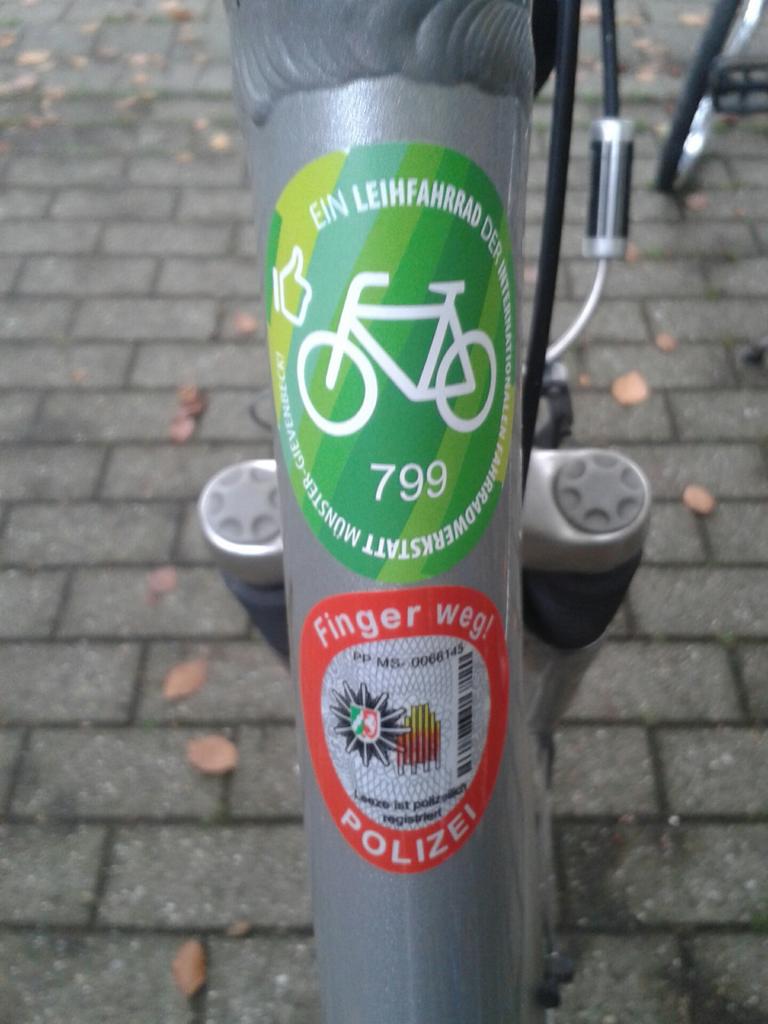 EIN LEIHFAHRRAD DER INTERNATIONALEN FAHRRADWERKSTATT MÜNSTER-GIEVENBECK!
799
Finger weg!
PP MS- 0066145
Leeze ist polizeilich
registriert
POLIZEI